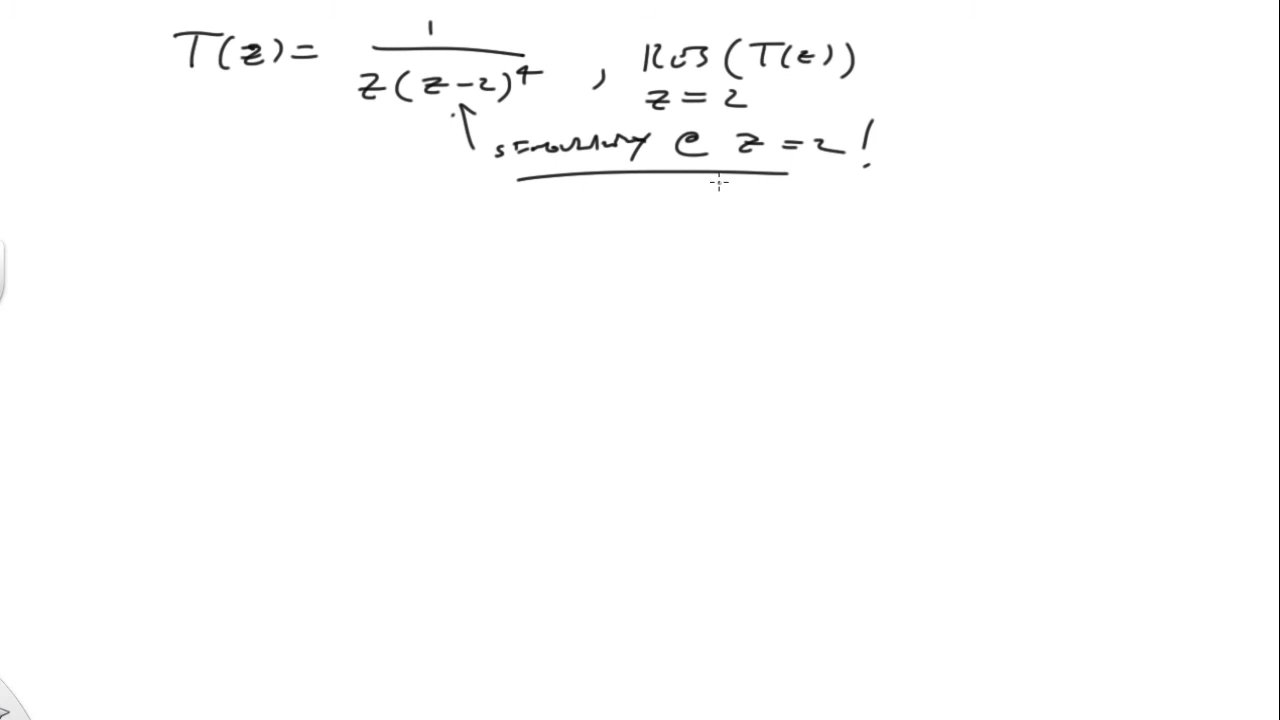 T(z) = 1 / z(z-2)^4 , Res (T(z))
z = 2
singularity @ z = 2 !